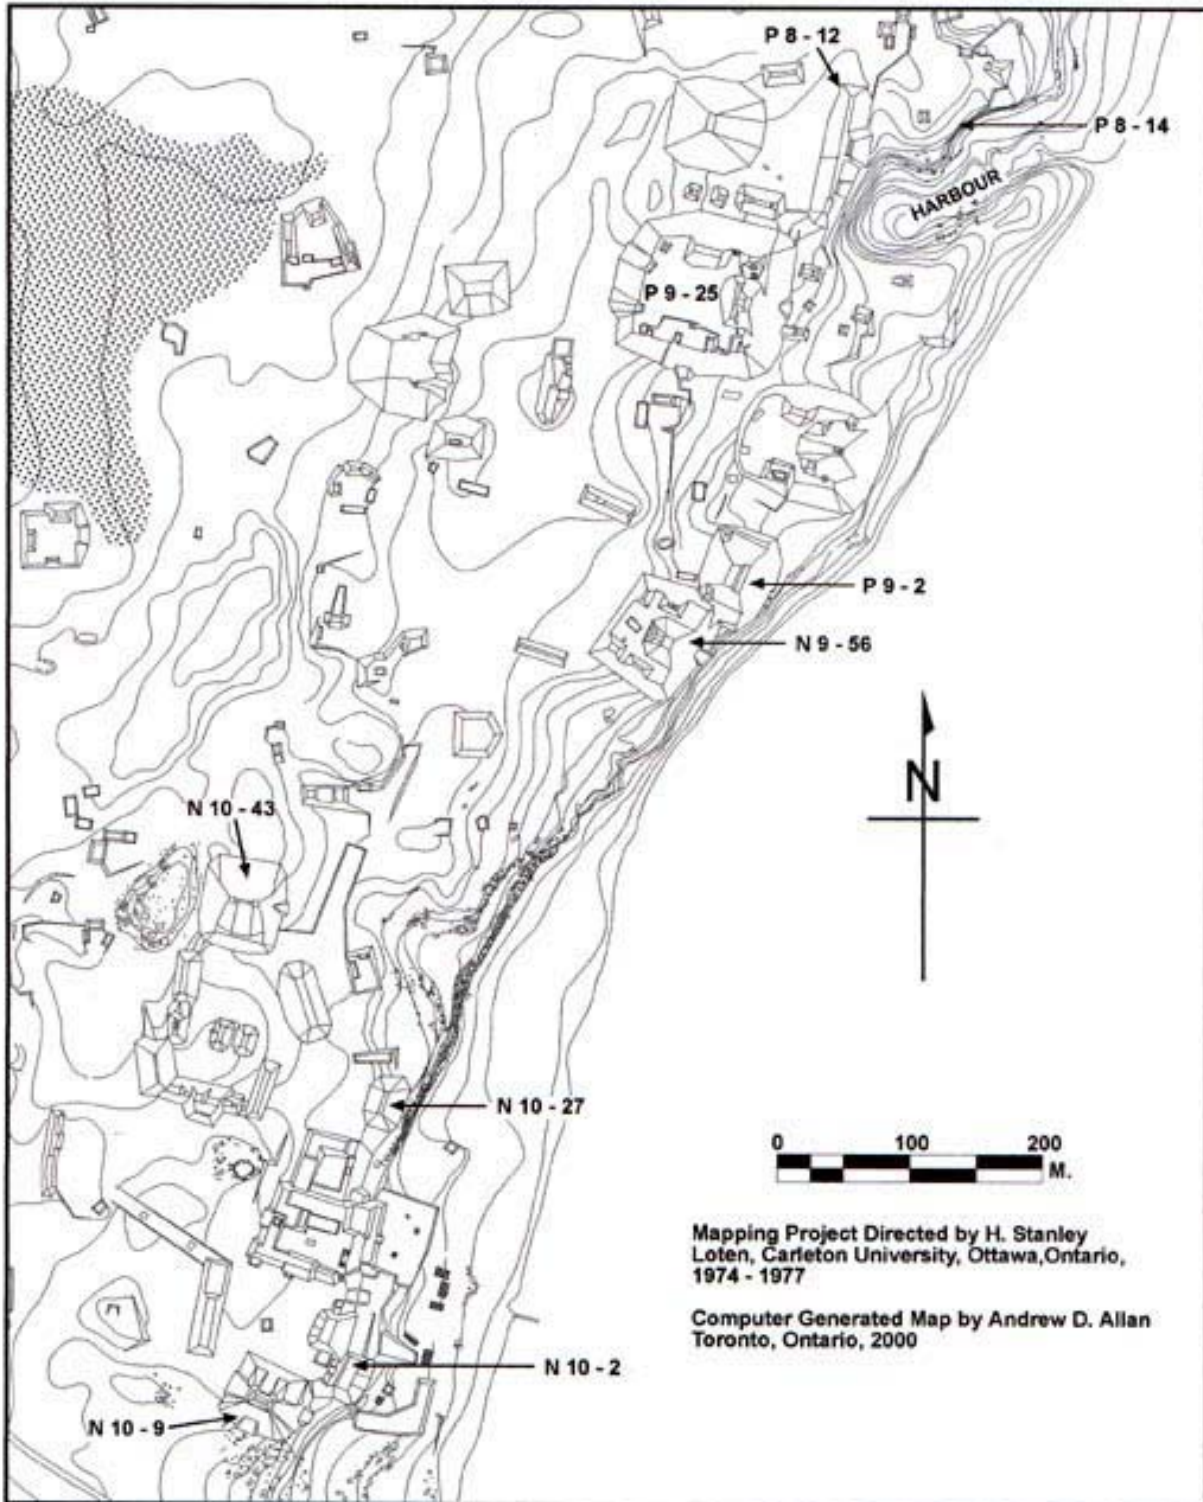 P 8 - 12
P 8 - 14
HARBOUR
P 9 - 25
P 9 - 2
N 9 - 56
N
N 10 - 43
N 10 - 27
0 100 200
M.
Mapping Project Directed by H. Stanley
Loten, Carleton University, Ottawa,Ontario,
1974 - 1977
Computer Generated Map by Andrew D. Allan
Toronto, Ontario, 2000
N 10 - 2
N 10 - 9